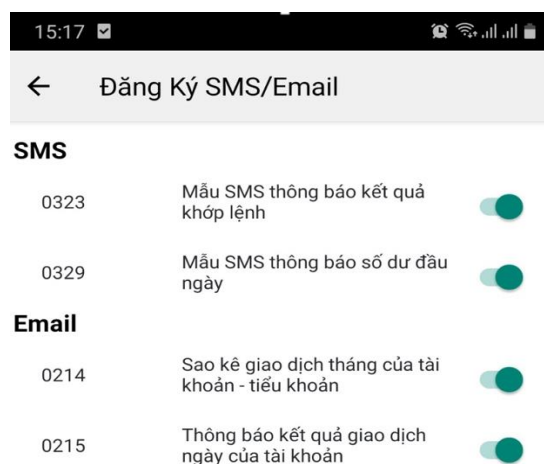 15:17
Đăng Ký SMS/Email
SMS
0323
Mẫu SMS thông báo kết quả
khớp lệnh
0329
Mẫu SMS thông báo số dư đầu
ngày
Email
0214
Sao kê giao dịch tháng của tài
khoản - tiểu khoản
0215
Thông báo kết quả giao dịch
ngày của tài khoản